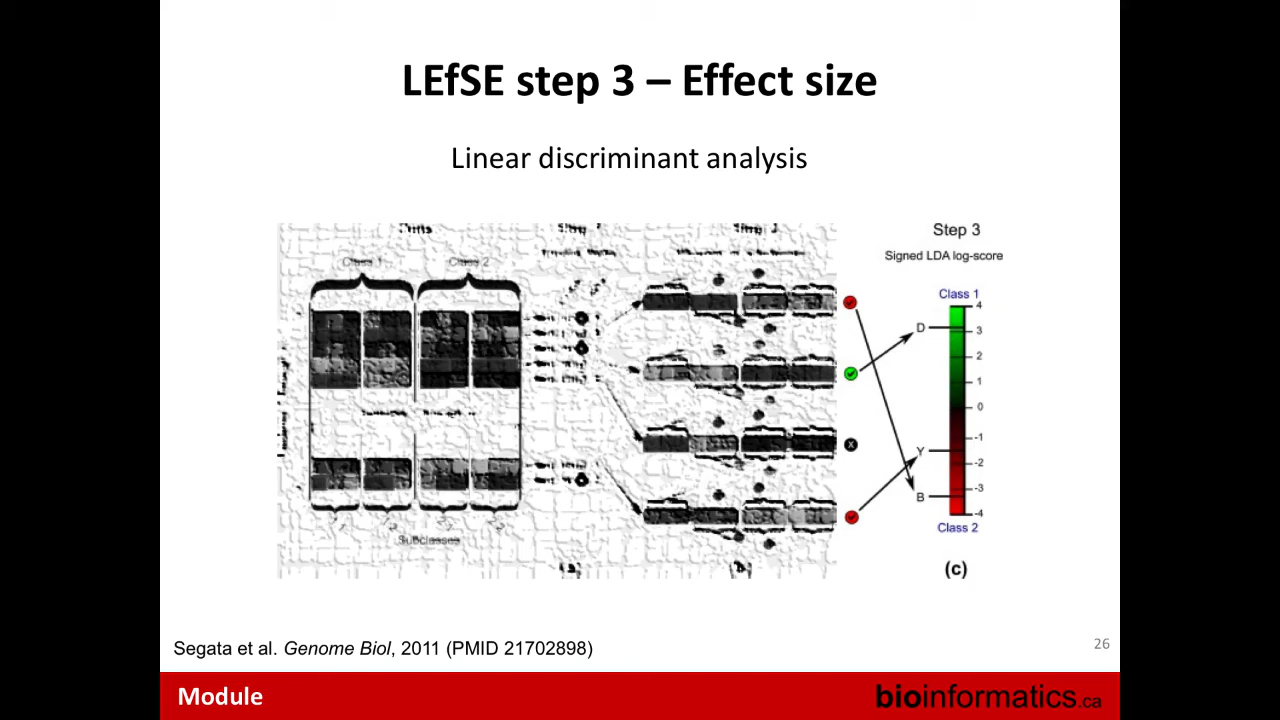 LEfSE step 3 – Effect size
Linear discriminant analysis
Step 3
Signed LDA log-score
Class 1
Class 2
Class 1
4
D
3
2
1
0
-1
Y
-2
-3
B
-4
Class 2
Subclasses
(c)
Segata et al. Genome Biol, 2011 (PMID 21702898)
26
Module
bioinformatics.ca